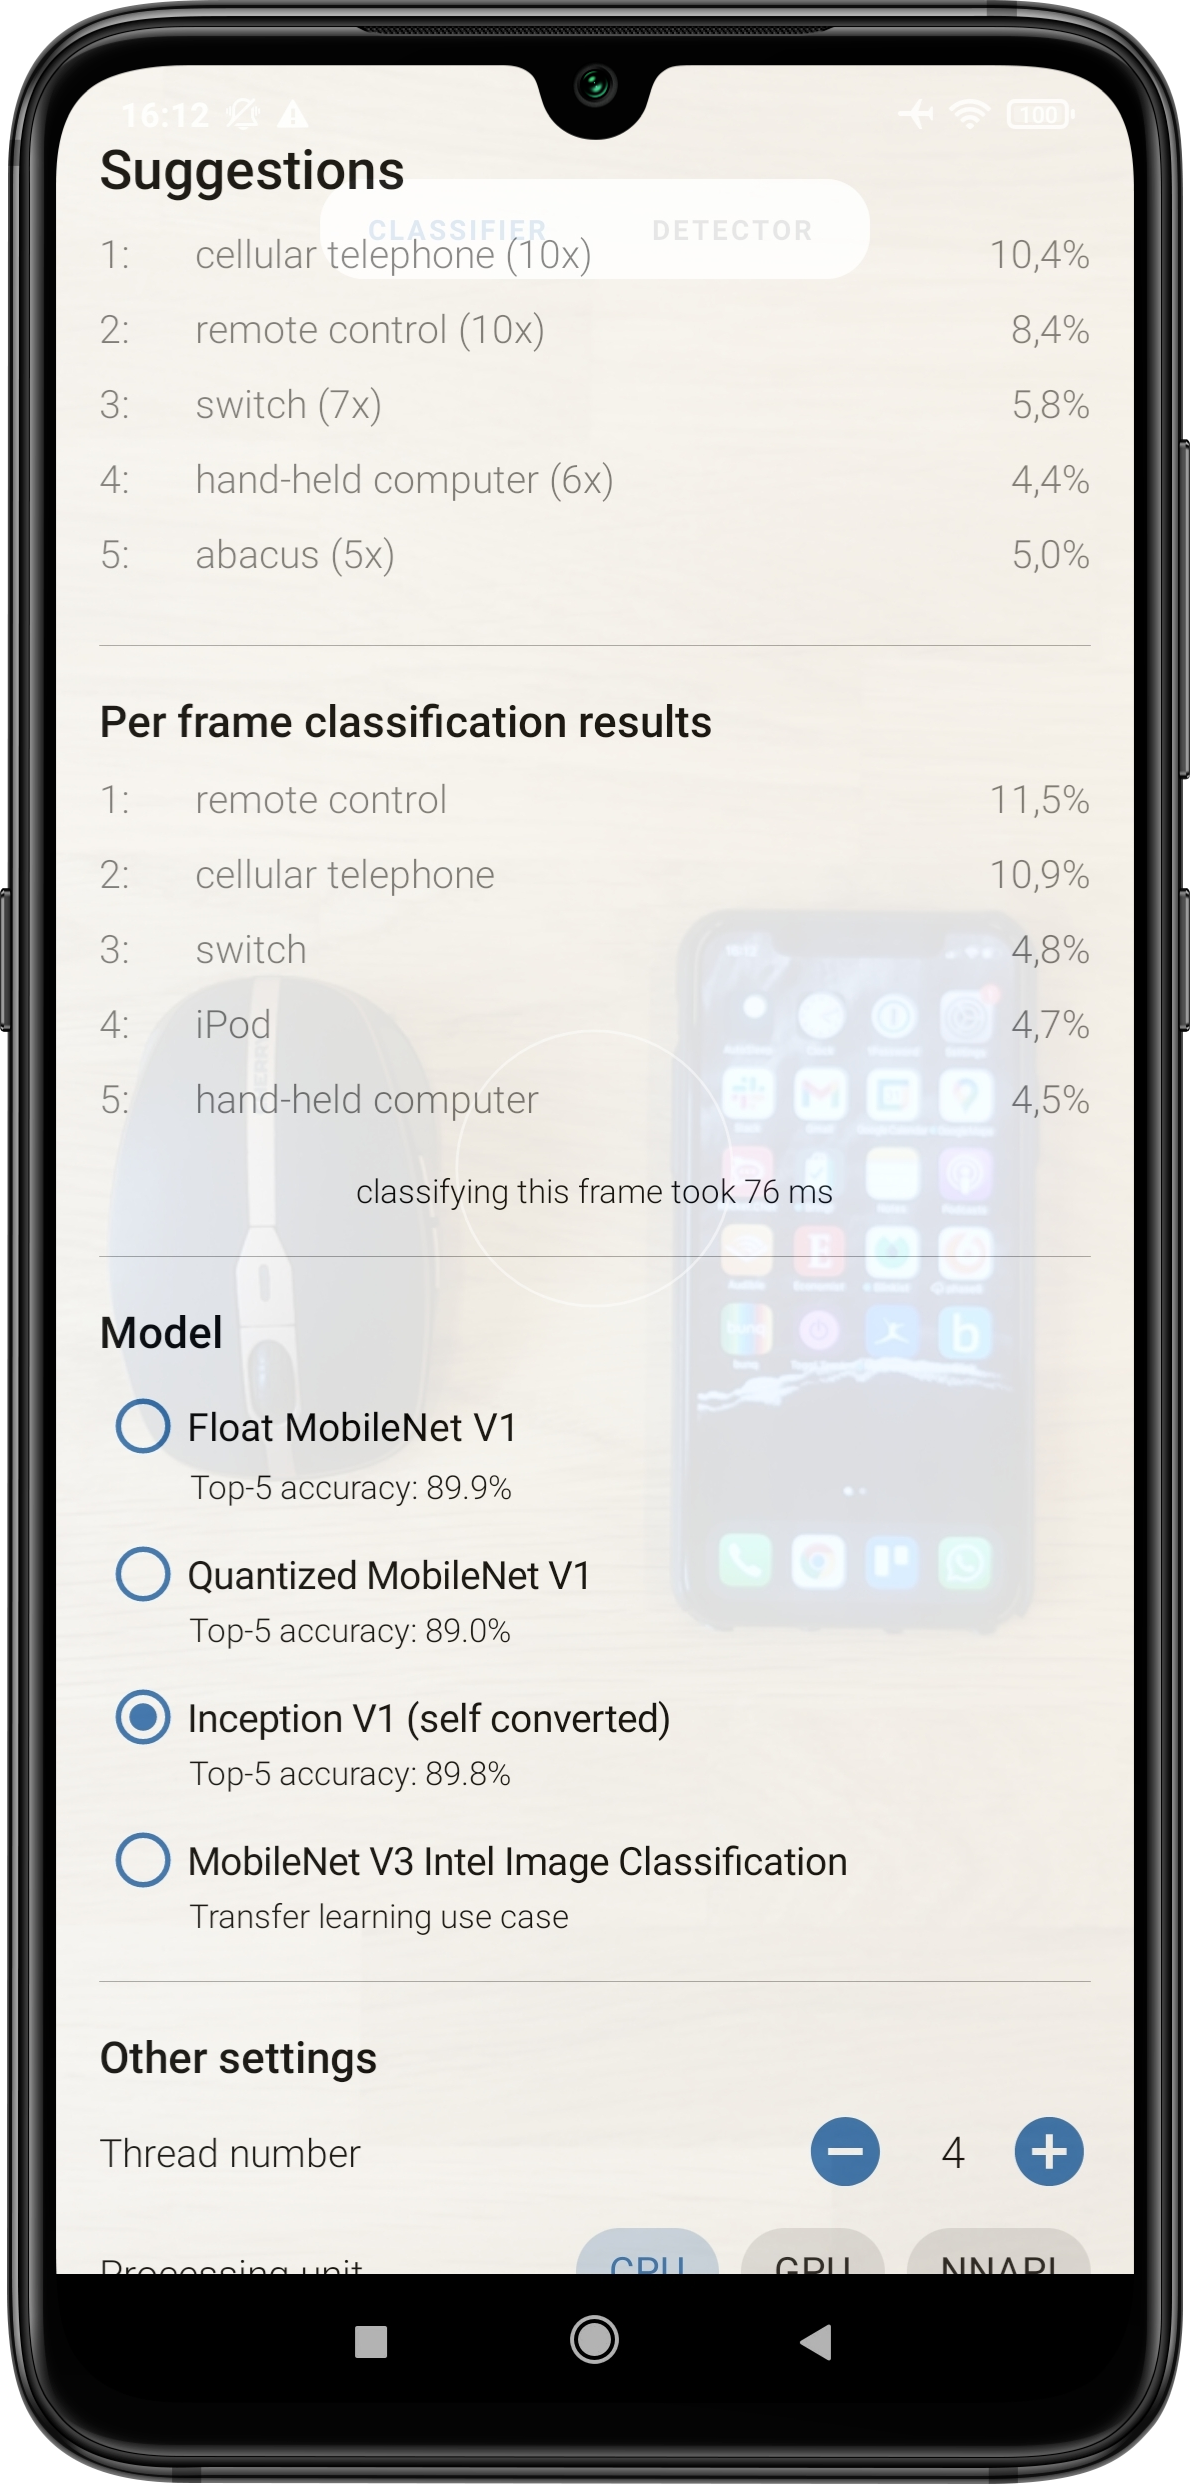 16:12
100
Suggestions
CLASSIFIER DETECTOR
1: cellular telephone (10x) 10,4%
2: remote control (10x) 8,4%
3: switch (7x) 5,8%
4: hand-held computer (6x) 4,4%
5: abacus (5x) 5,0%
Per frame classification results
1: remote control 11,5%
2: cellular telephone 10,9%
3: switch 4,8%
4: iPod 4,7%
5: hand-held computer 4,5%
classifying this frame took 76 ms
Model
Float MobileNet V1
Top-5 accuracy: 89.9%
Quantized MobileNet V1
Top-5 accuracy: 89.0%
Inception V1 (self converted)
Top-5 accuracy: 89.8%
MobileNet V3 Intel Image Classification
Transfer learning use case
Other settings
Thread number 4
Processing unit CPU GPU NNAPI